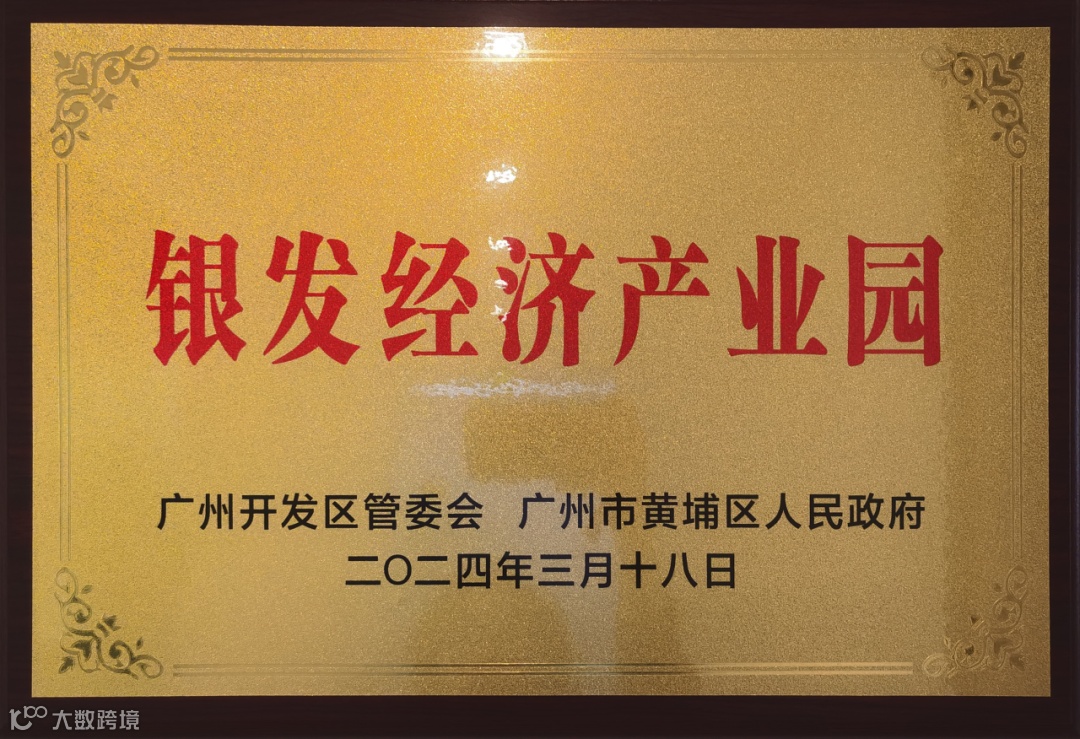 银发经济产业园
广州开发区管委会 广州市黄埔区人民政府
二〇二四年三月十八日
大数跨境